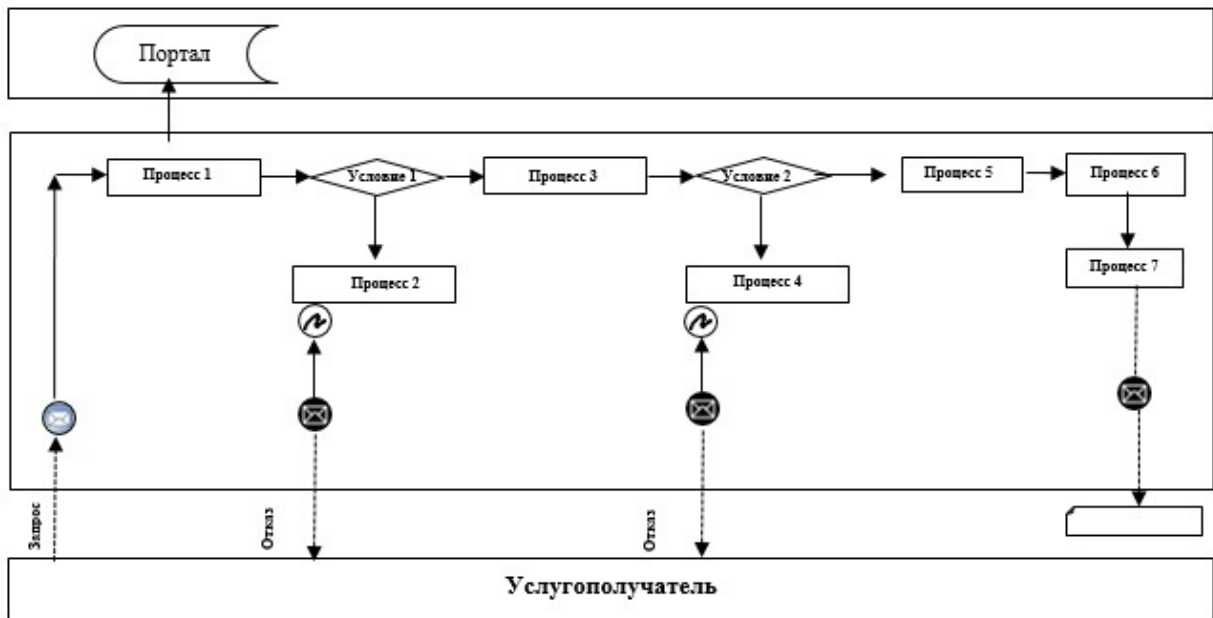 Портал
Процесс 1
Условие 1
Процесс 3
Условие 2
Процесс 5
Процесс 6
Процесс 2
Процесс 4
Процесс 7
Запрос
Отказ
Отказ
Услугополучатель